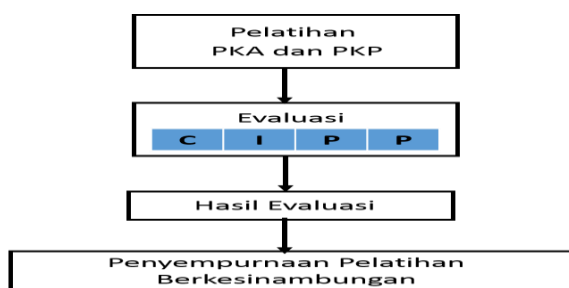 Pelatihan
PKA dan PKP
Evaluasi
C I P P
Hasil Evaluasi
Penyempurnaan Pelatihan
Berkesinambungan